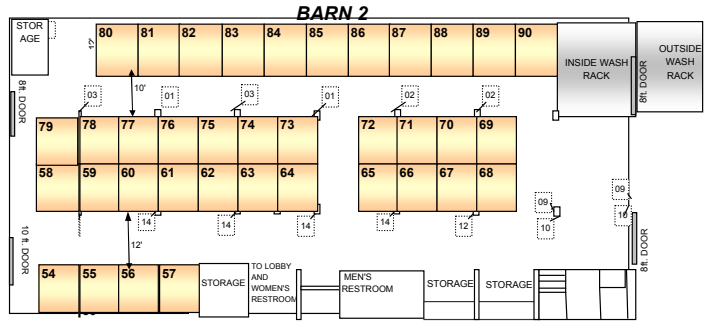 BARN 2
STOR
AGE
12'
80 81 82 83 84 85 86 87 88 89 90
INSIDE WASH
RACK
OUTSIDE
WASH
RACK
8ft. DOOR
8ft. DOOR
10'
03 01 03 01 02 02
79 78 77 76 75 74 73 72 71 70 69
58 59 60 61 62 63 64 65 66 67 68
14 14 14 14 12 09 10 09 10
10 ft. DOOR
12'
8ft. DOOR
54 55 56 57
STORAGE
TO LOBBY
AND
WOMEN'S
RESTROOM
MEN'S
RESTROOM
STORAGE
STORAGE